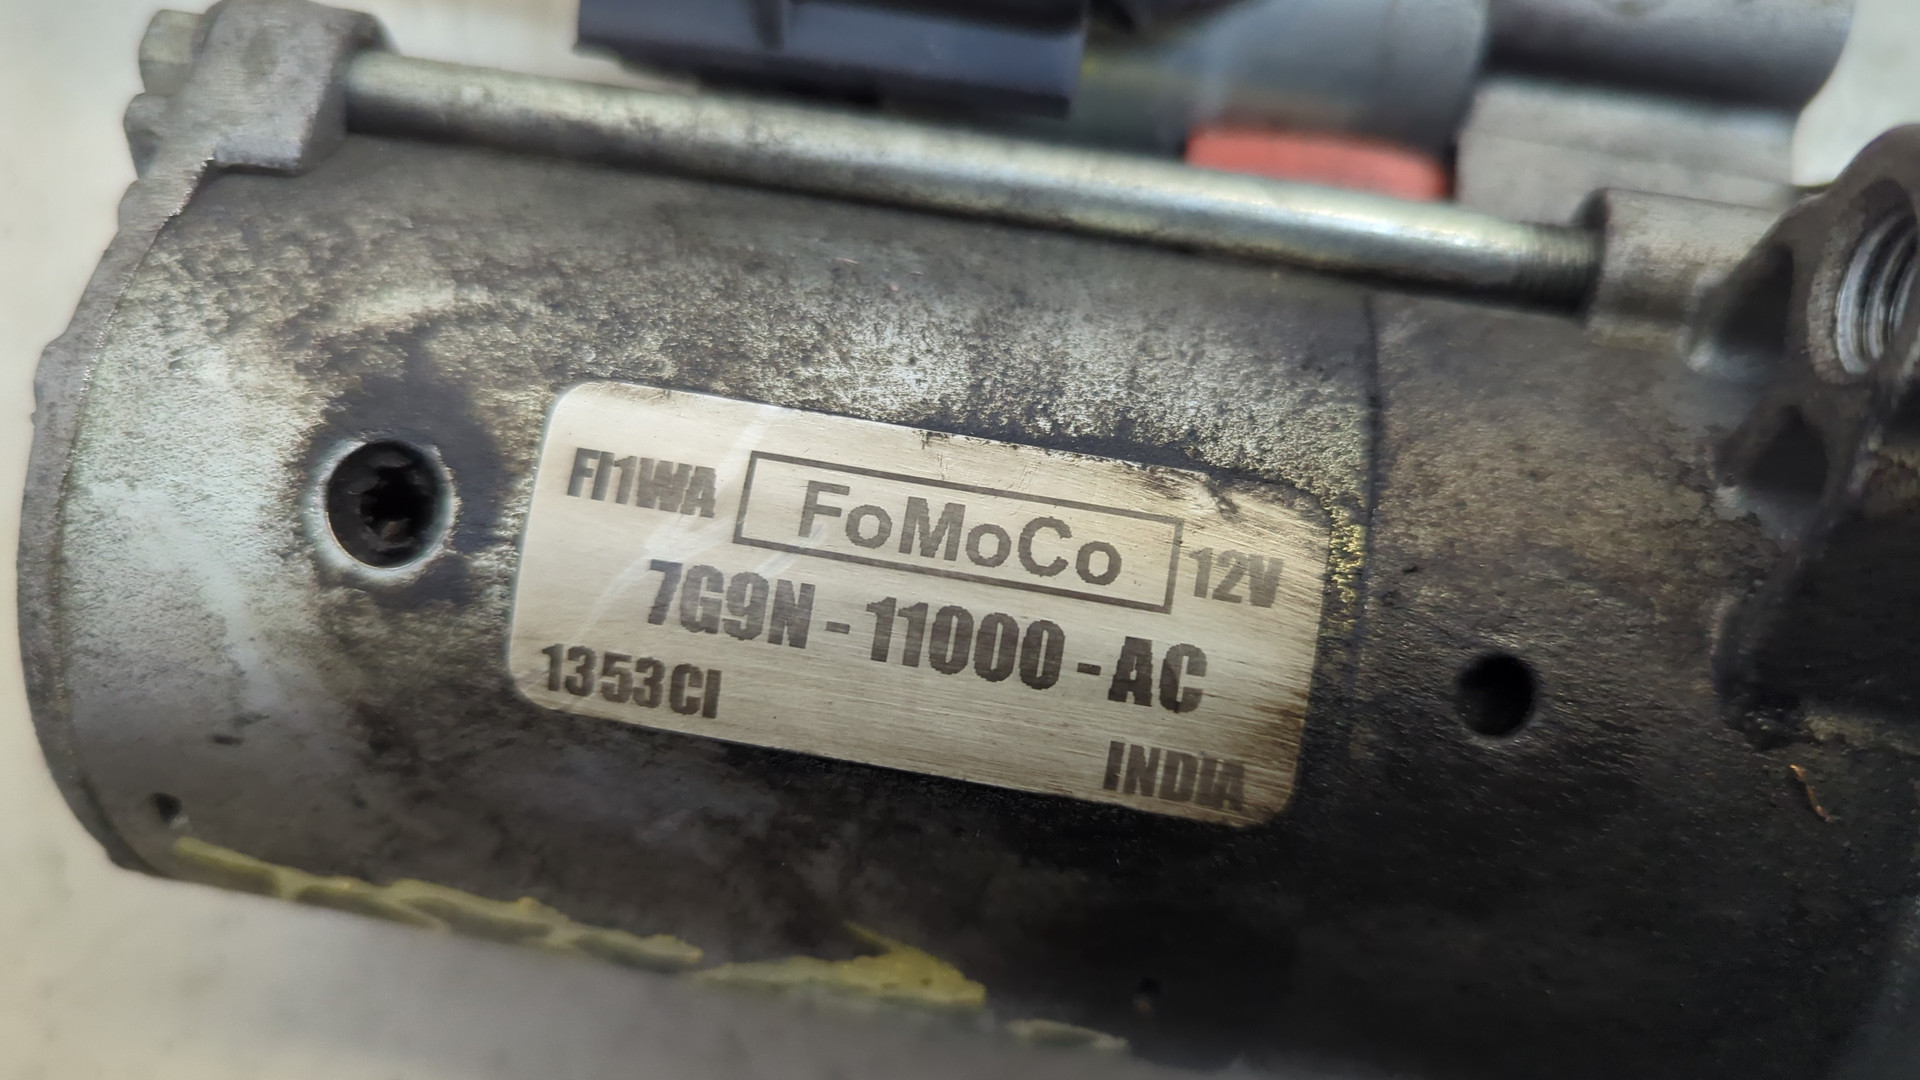 FI1WA FoMoCo 12V
7G9N-11000-AC
1353CI
INDIA